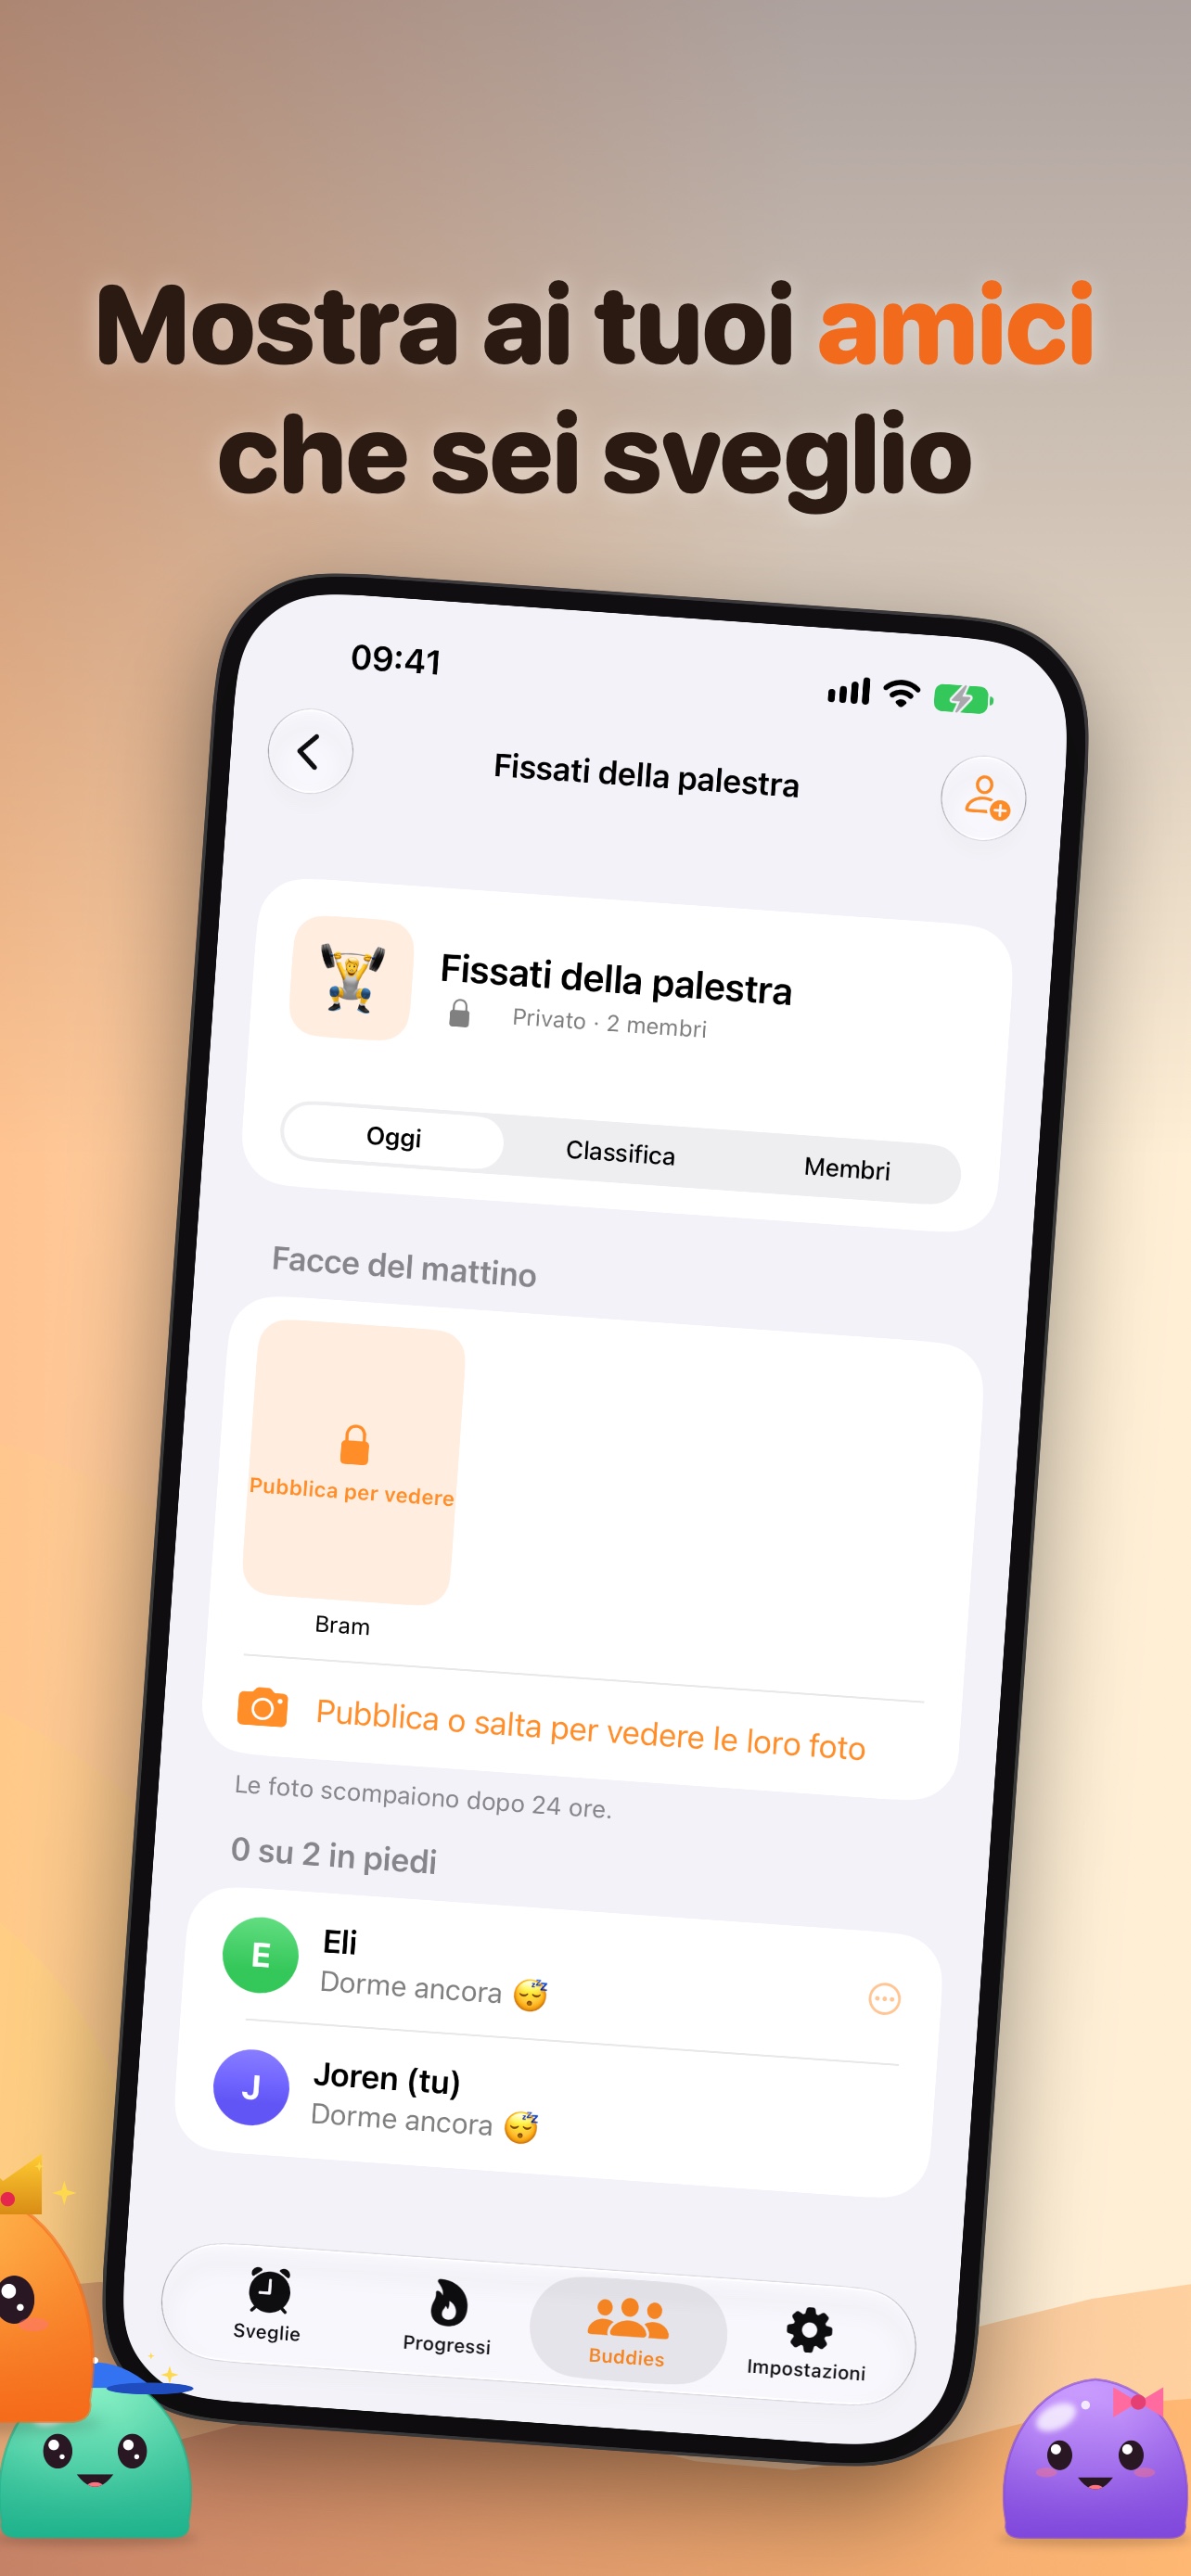 Mostra ai tuoi amici
che sei sveglio
09:41
Fissati della palestra
Fissati della palestra
Privato · 2 membri
Oggi
Classifica
Membri
Facce del mattino
Pubblica per vedere
Bram
Pubblica o salta per vedere le loro foto
Le foto scompaiono dopo 24 ore.
0 su 2 in piedi
E
Eli
Dorme ancora 😴
J
Joren (tu)
Dorme ancora 😴
Sveglie
Progressi
Buddies
Impostazioni